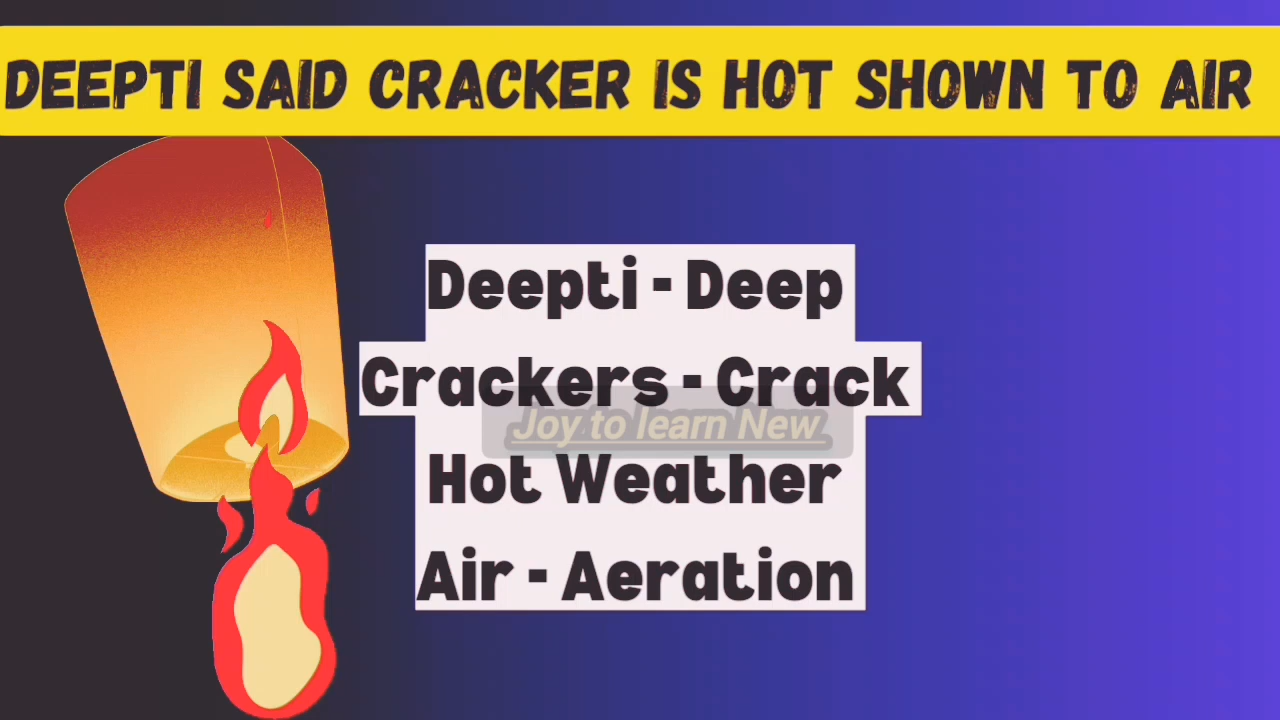 DEEPTI SAID CRACKER IS HOT SHOWN TO AIR
Deepti - Deep
Crackers - Crack
Joy to learn New
Hot Weather
Air - Aeration